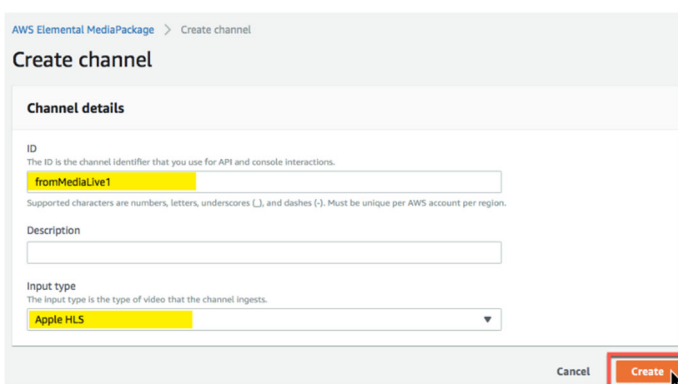 AWS Elemental MediaPackage > Create channel
Create channel
Channel details
ID
The ID is the channel identifier that you use for API and console interactions.
fromMediaLive1
Supported characters are numbers, letters, underscores (_), and dashes (-). Must be unique per AWS account per region.
Description
Input type
The input type is the type of video that the channel ingests.
Apple HLS
Cancel Create